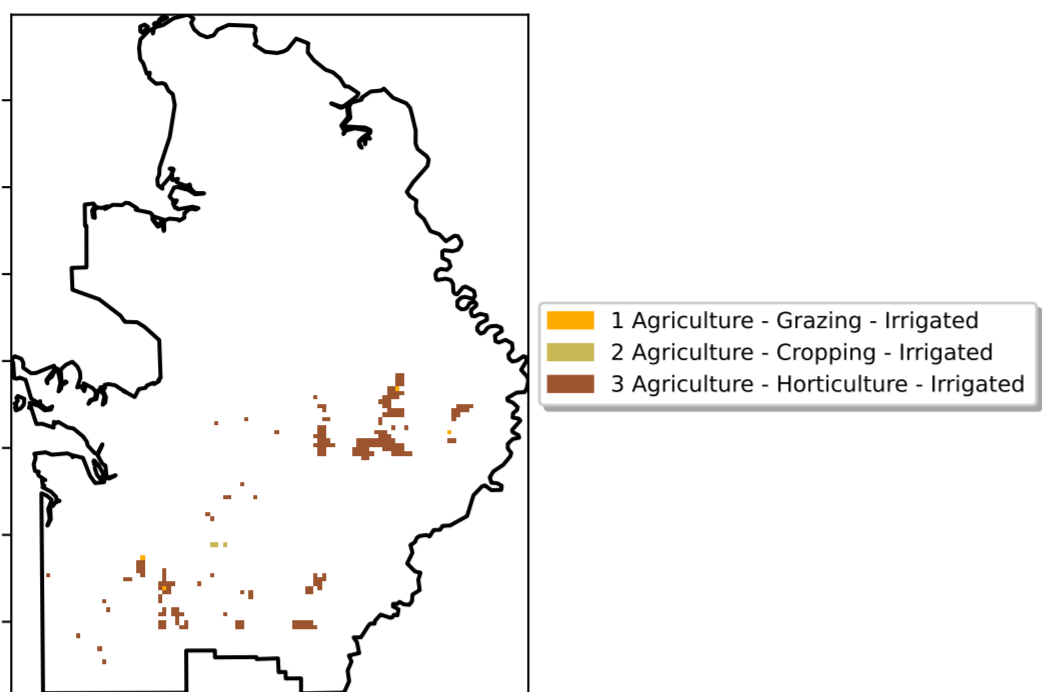 1 Agriculture - Grazing - Irrigated
2 Agriculture - Cropping - Irrigated
3 Agriculture - Horticulture - Irrigated